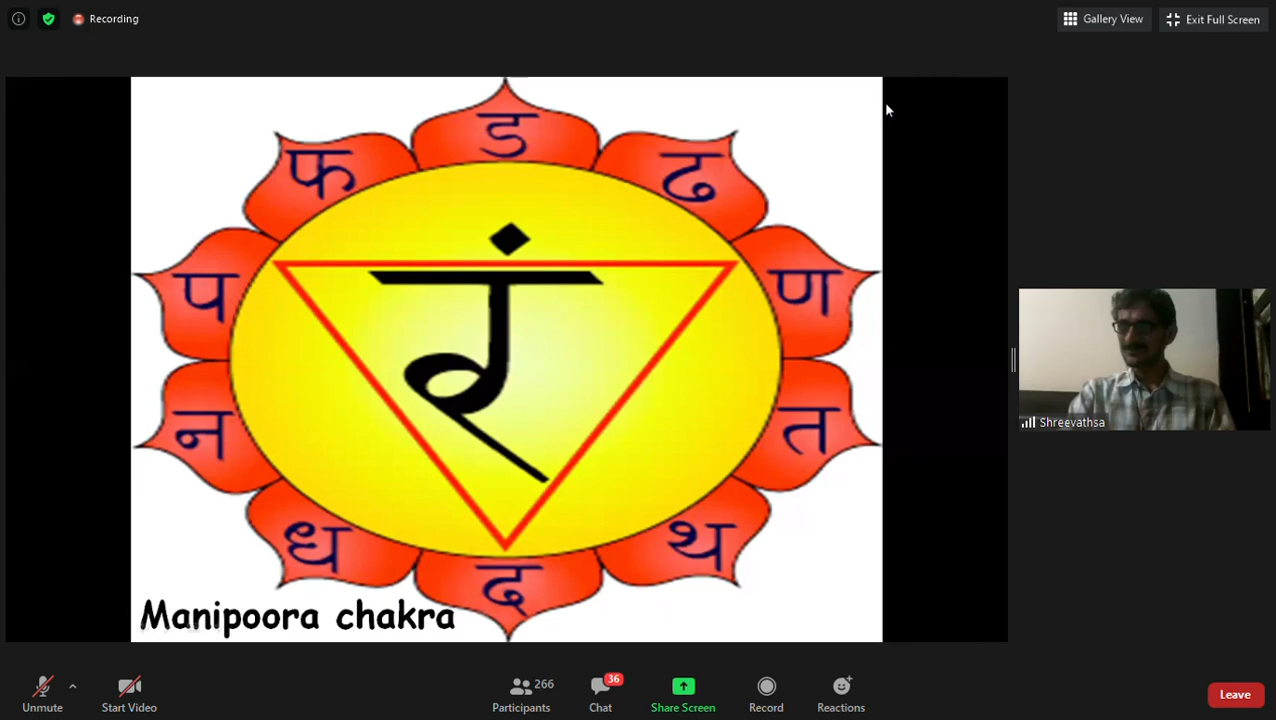 Recording
Gallery View
Exit Full Screen
ड
ढ
ण
त
थ
द
ध
न
प
फ
रं
Manipoora chakra
Shreevathsa
Unmute
Start Video
Participants
266
Chat
36
Share Screen
Record
Reactions
Leave